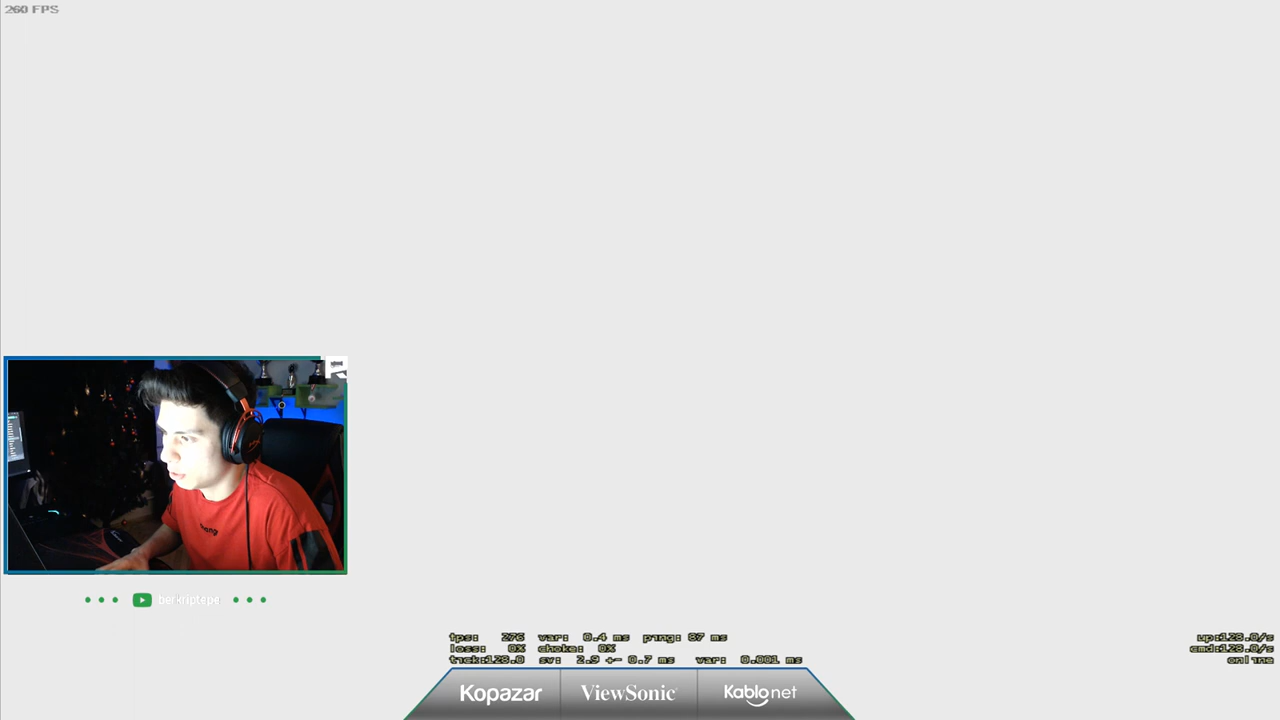 260 FPS
berkriptepe
fps: 276 var: 0.4 ms ping: 87 ms
loss: 0% choke: 0%
tick:128.0 sv: 2.9 +- 0.7 ms var: 0.001 ms
up:128.0/s
cmd:128.0/s
online
Kopazar
ViewSonic
Kablonet